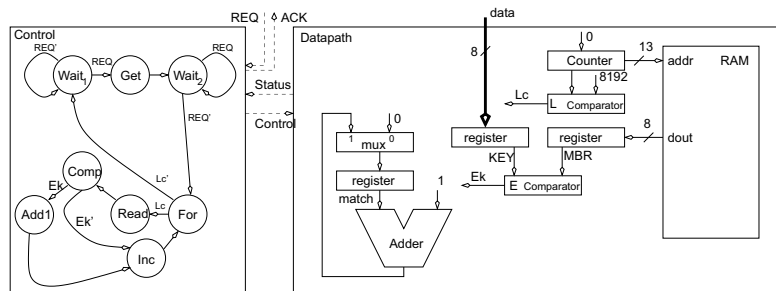 REQ ACK
data
Control
Datapath
REQ'
REQ
REQ
Wait1
Get
Wait2
REQ'
Status
Control
8
0
Counter
13
addr
RAM
8192
Lc
L Comparator
8
dout
0
1 0
mux
register
match
1
Adder
register
KEY
register
MBR
Ek
E Comparator
Lc'
Comp
Ek
Add1
Ek'
Read
Lc
For
Inc